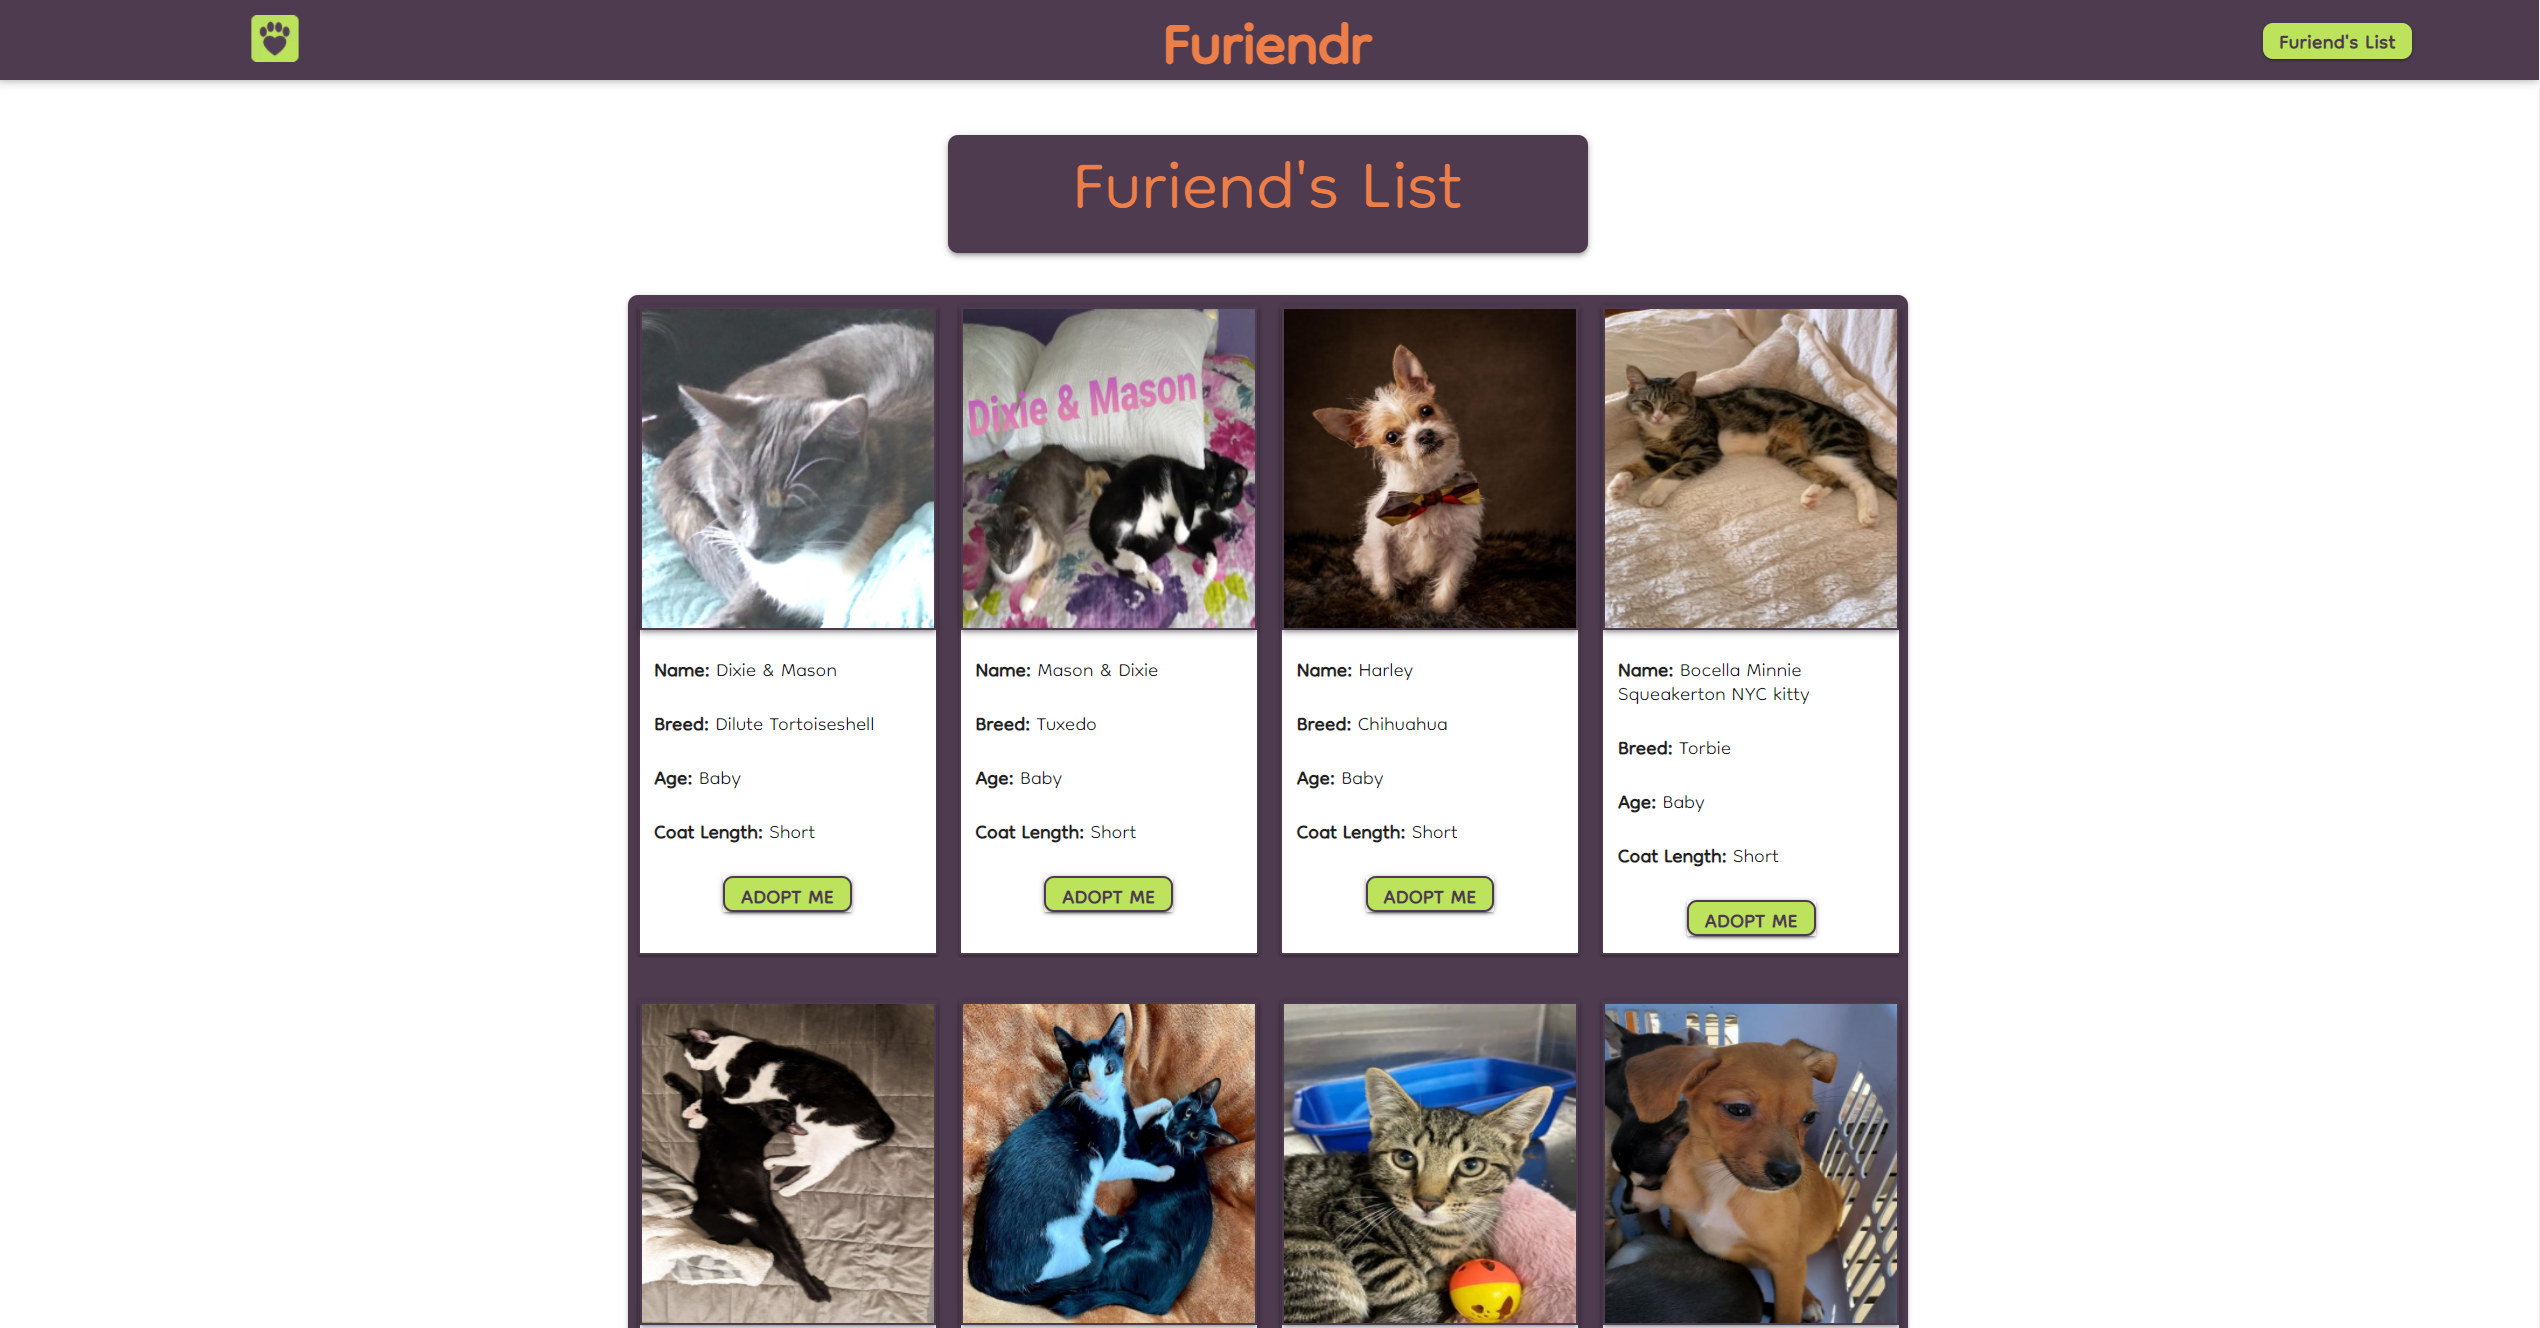 Furiendr
Furiend's List
Furiend's List
Dixie & Mason
Name: Dixie & Mason
Breed: Dilute Tortoiseshell
Age: Baby
Coat Length: Short
ADOPT ME
Name: Mason & Dixie
Breed: Tuxedo
Age: Baby
Coat Length: Short
ADOPT ME
Name: Harley
Breed: Chihuahua
Age: Baby
Coat Length: Short
ADOPT ME
Name: Bocella Minnie
Squeakerton NYC kitty
Breed: Torbie
Age: Baby
Coat Length: Short
ADOPT ME